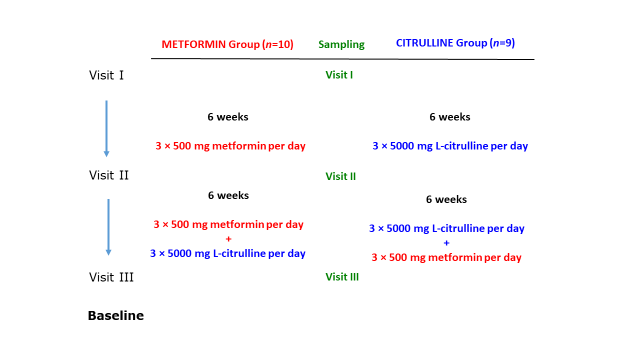 METFORMIN Group (n=10) Sampling CITRULLINE Group (n=9)
Visit I Visit I
6 weeks 6 weeks
3 × 500 mg metformin per day 3 × 5000 mg L-citrulline per day
Visit II Visit II
6 weeks 6 weeks
3 × 500 mg metformin per day 3 × 5000 mg L-citrulline per day
+ +
3 × 5000 mg L-citrulline per day 3 × 500 mg metformin per day
Visit III Visit III
Baseline